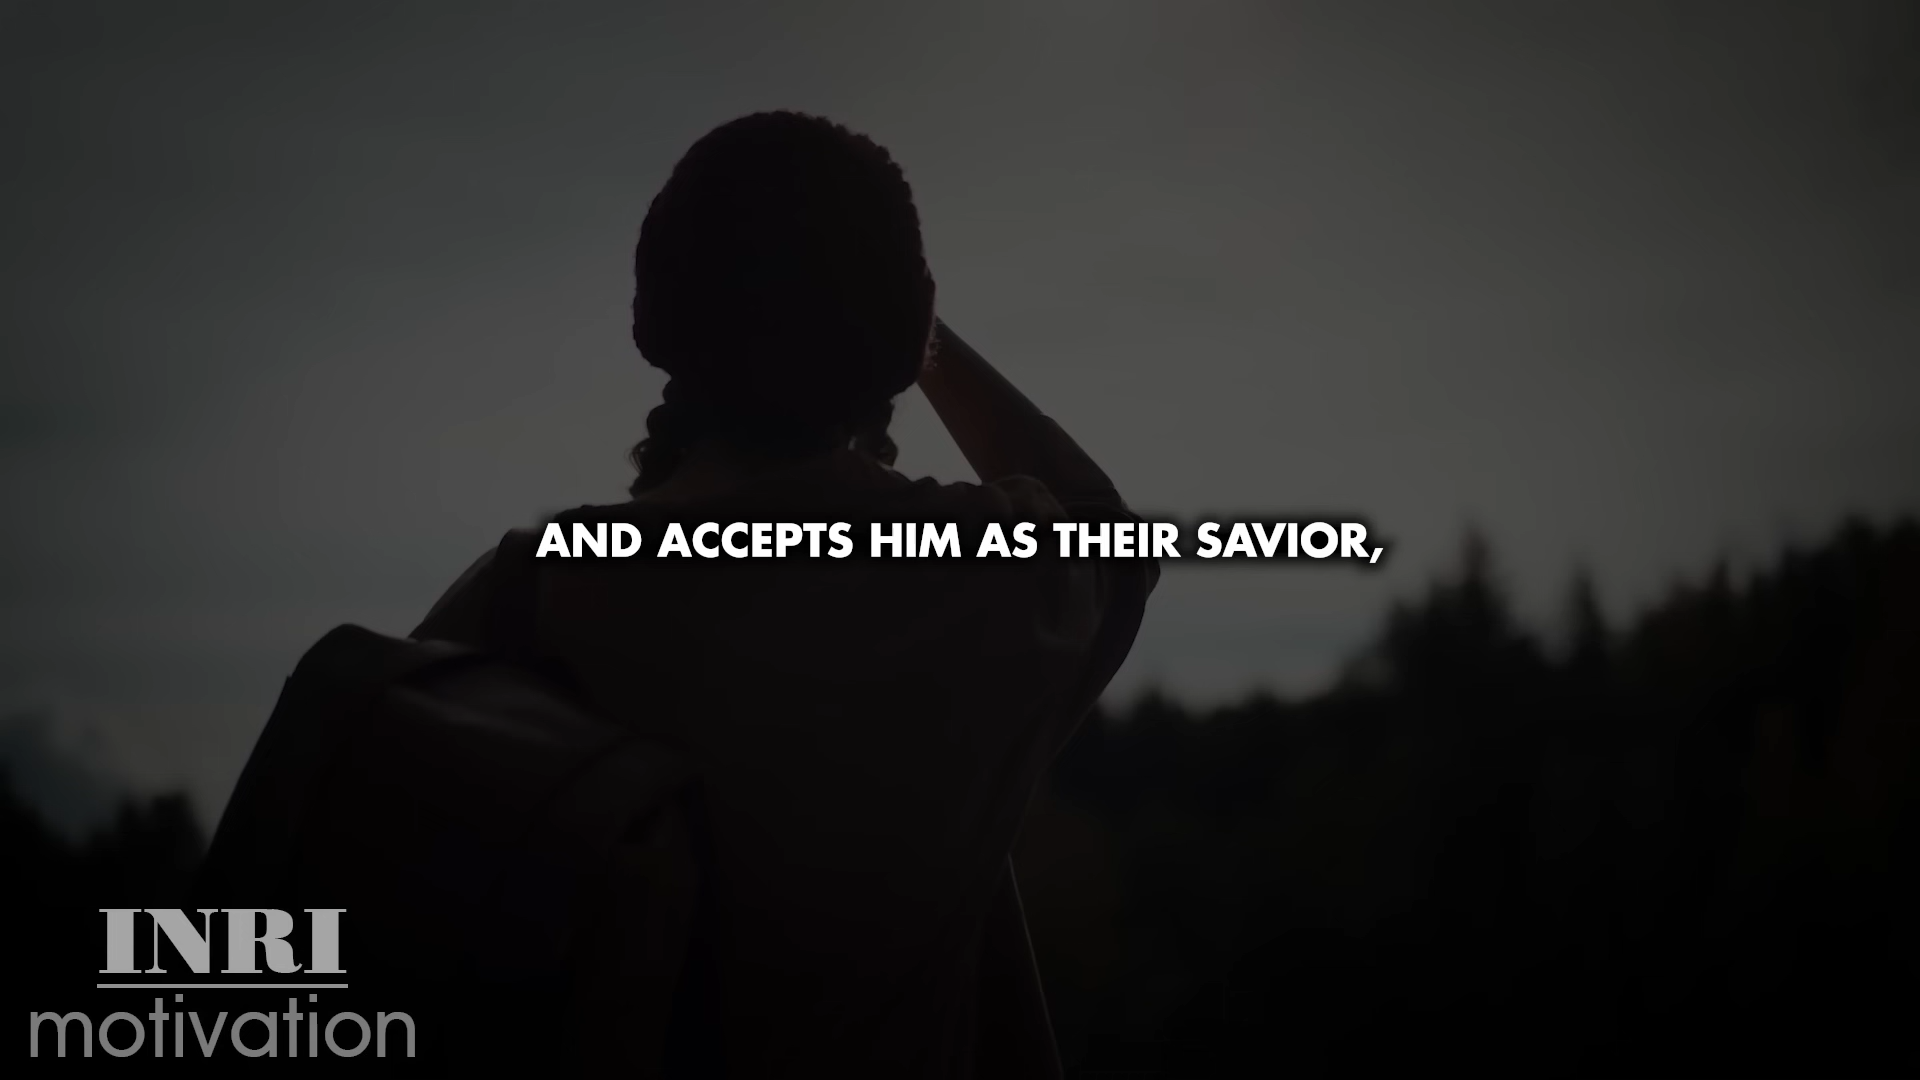 AND ACCEPTS HIM AS THEIR SAVIOR,
INRI
motivation